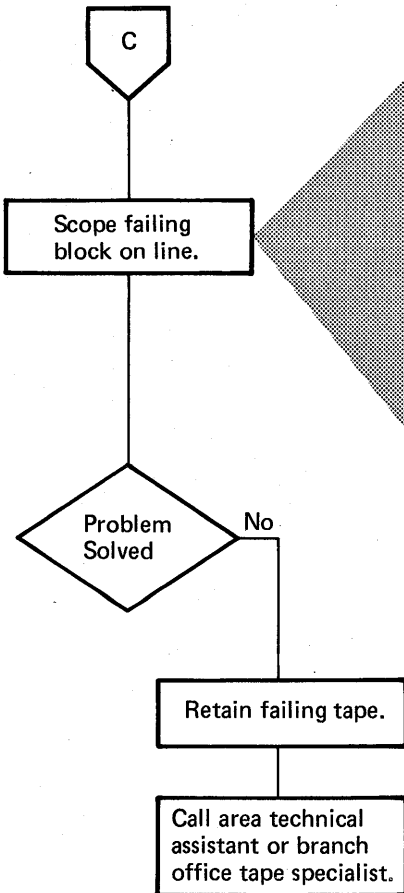 C
Scope failing
block on line.
Problem
Solved
No
Retain failing tape.
Call area technical
assistant or branch
office tape specialist.